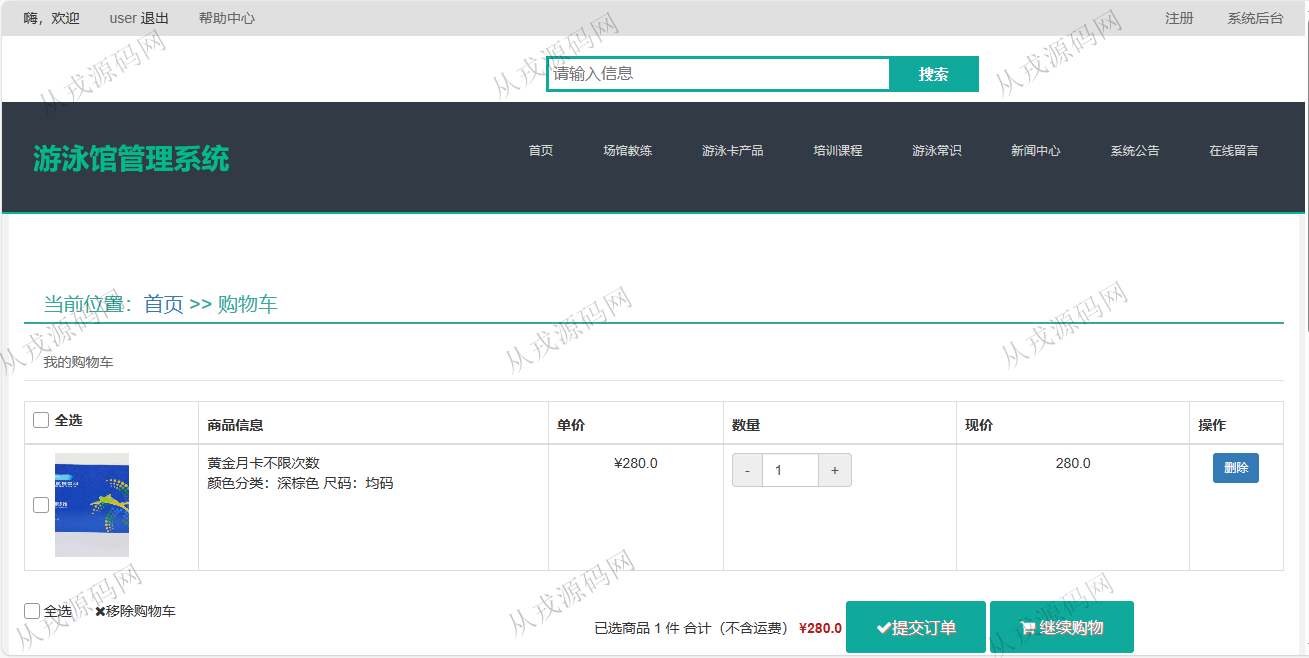 嗨，欢迎 user 退出 帮助中心 注册 系统后台
请输入信息 搜索
游泳馆管理系统 首页 场馆教练 游泳卡产品 培训课程 游泳常识 新闻中心 系统公告 在线留言
当前位置：首页 >> 购物车
我的购物车
全选 商品信息 单价 数量 现价 操作
黄金月卡不限次数 ¥280.0 - 1 + 280.0 删除
颜色分类：深棕色 尺码：均码
全选 ✖移除购物车
已选商品 1 件 合计（不含运费） ¥280.0 ✔提交订单 继续购物
从戎源码网
从戎源码网
从戎源码网
从戎源码网
从戎源码网
从戎源码网
从戎源码网
从戎源码网
从戎源码网